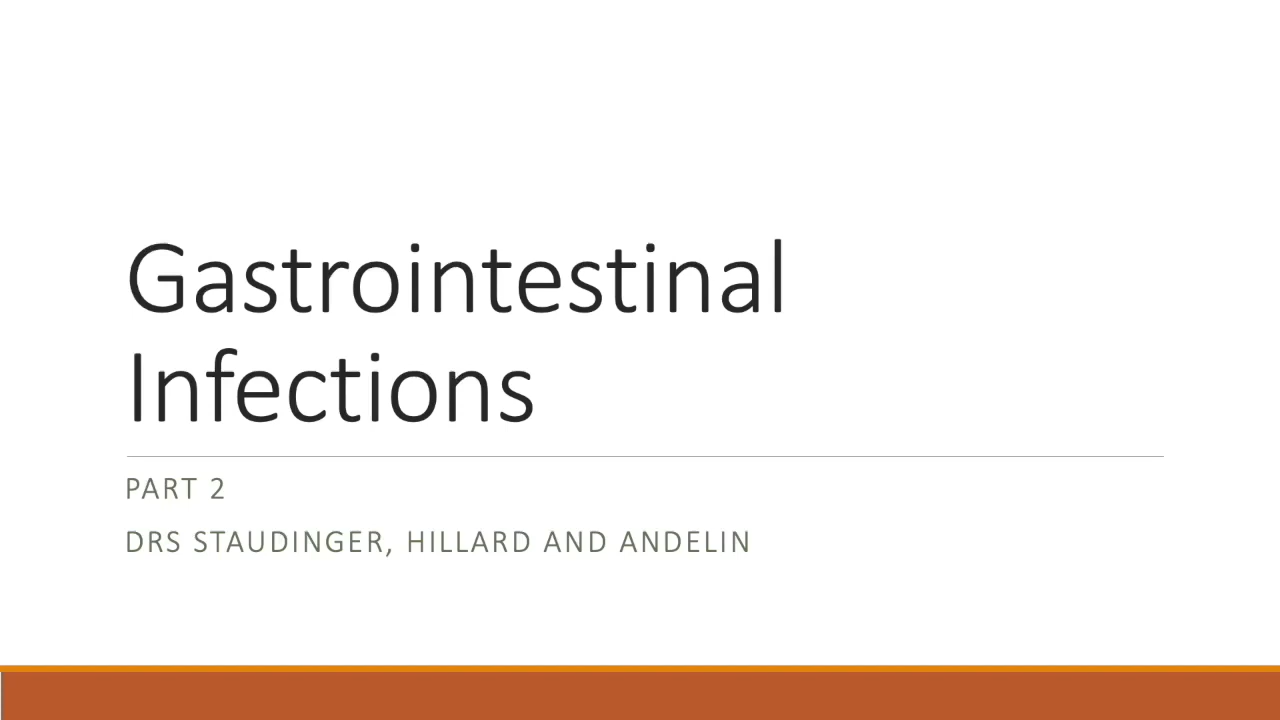 Gastrointestinal
Infections
PART 2
DRS STAUDINGER, HILLARD AND ANDELIN